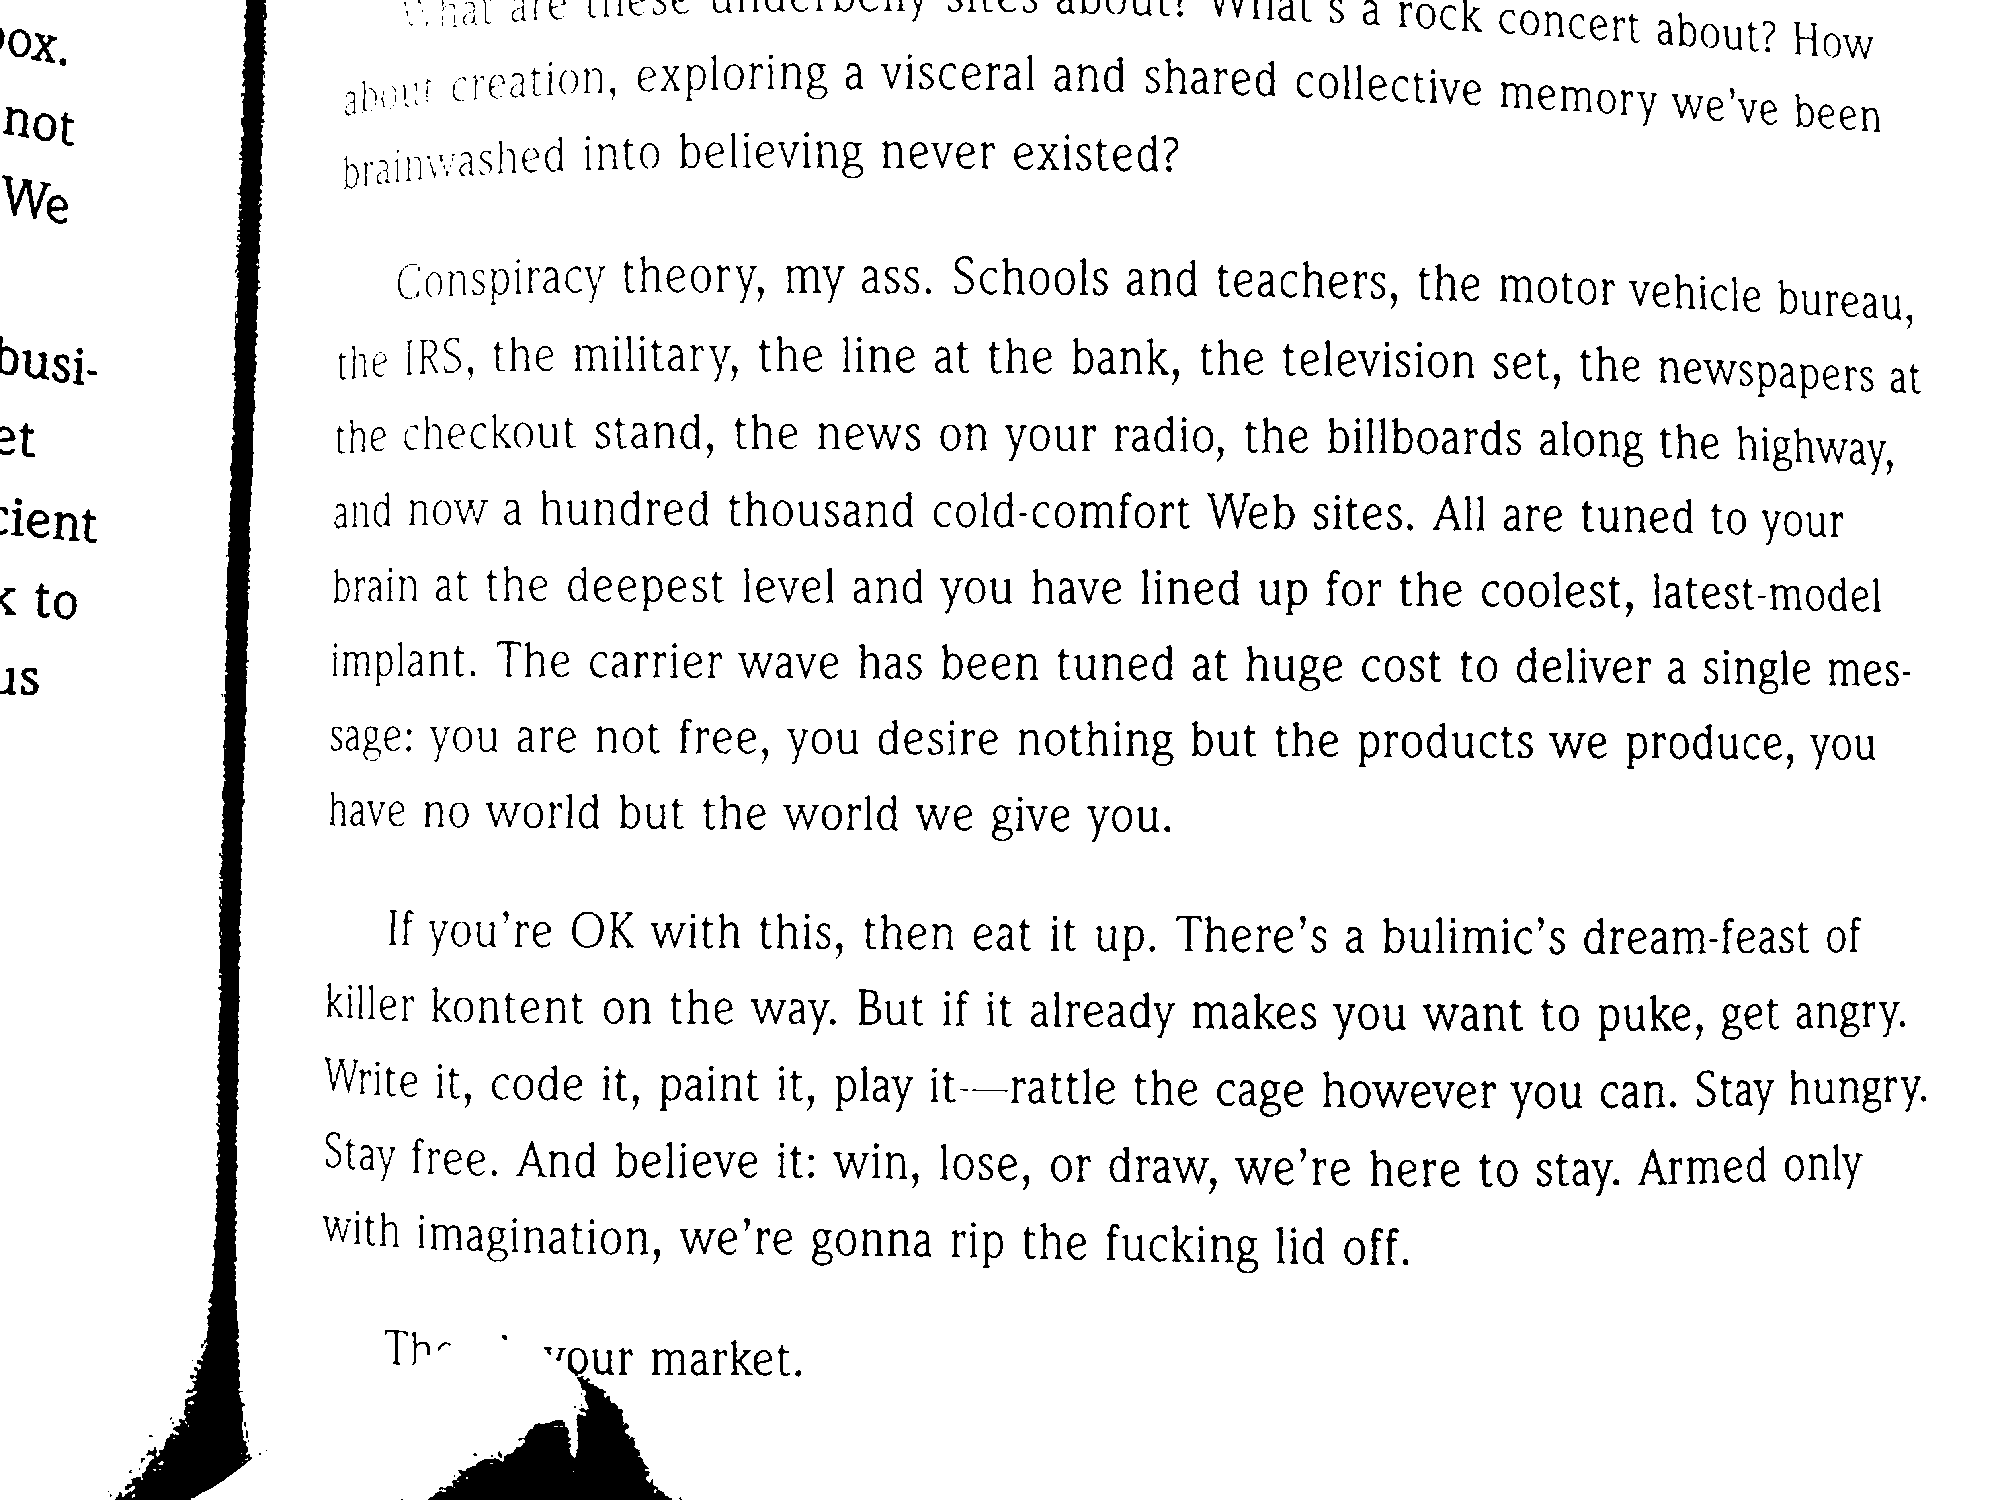 ox.
not
We
busi-
et
cient
k to
us
What are these underbelly sites about? What's a rock concert about? How
about creation, exploring a visceral and shared collective memory we've been
brainwashed into believing never existed?
Conspiracy theory, my ass. Schools and teachers, the motor vehicle bureau,
the IRS, the military, the line at the bank, the television set, the newspapers at
the checkout stand, the news on your radio, the billboards along the highway,
and now a hundred thousand cold-comfort Web sites. All are tuned to your
brain at the deepest level and you have lined up for the coolest, latest-model
implant. The carrier wave has been tuned at huge cost to deliver a single mes-
sage: you are not free, you desire nothing but the products we produce, you
have no world but the world we give you.
If you're OK with this, then eat it up. There's a bulimic's dream-feast of
killer kontent on the way. But if it already makes you want to puke, get angry.
Write it, code it, paint it, play it—rattle the cage however you can. Stay hungry.
Stay free. And believe it: win, lose, or draw, we're here to stay. Armed only
with imagination, we're gonna rip the fucking lid off.
your market.